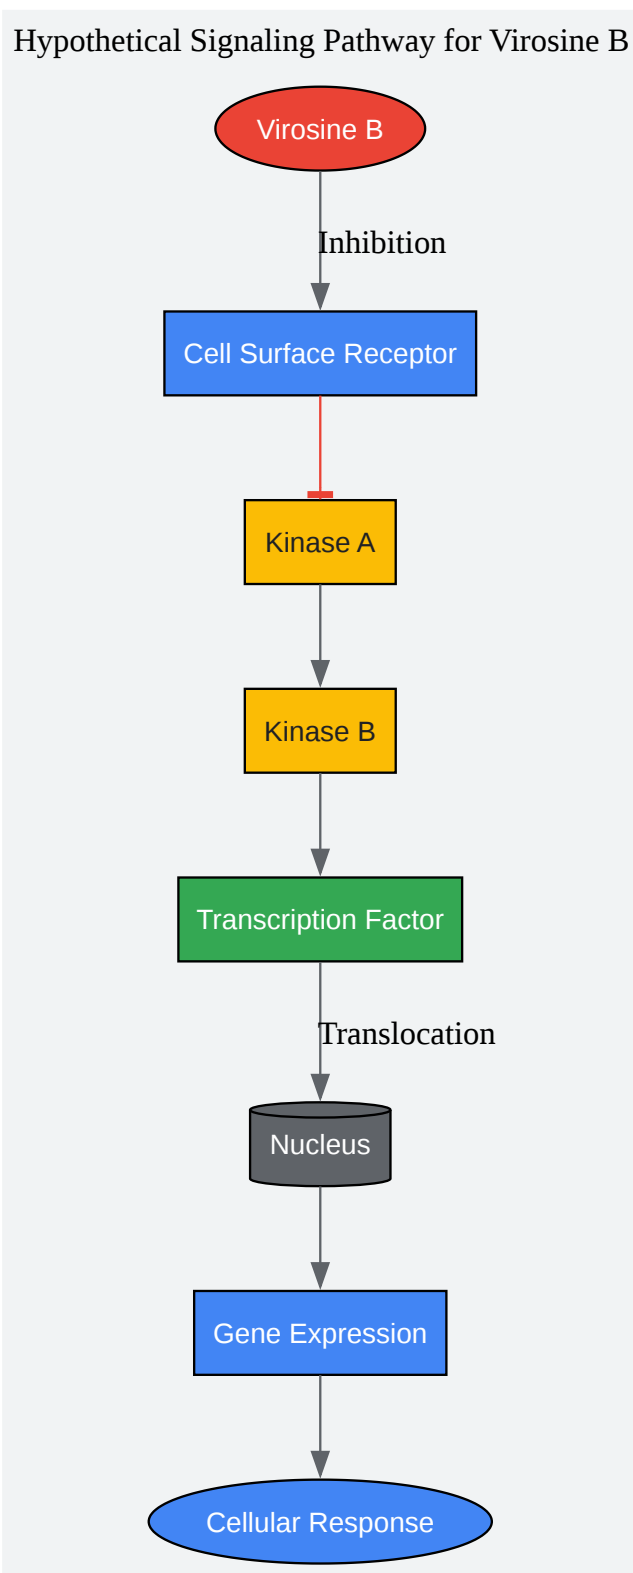 Hypothetical Signaling Pathway for Virosine B
Virosine B
Inhibition
Cell Surface Receptor
Kinase A
Kinase B
Transcription Factor
Translocation
Nucleus
Gene Expression
Cellular Response